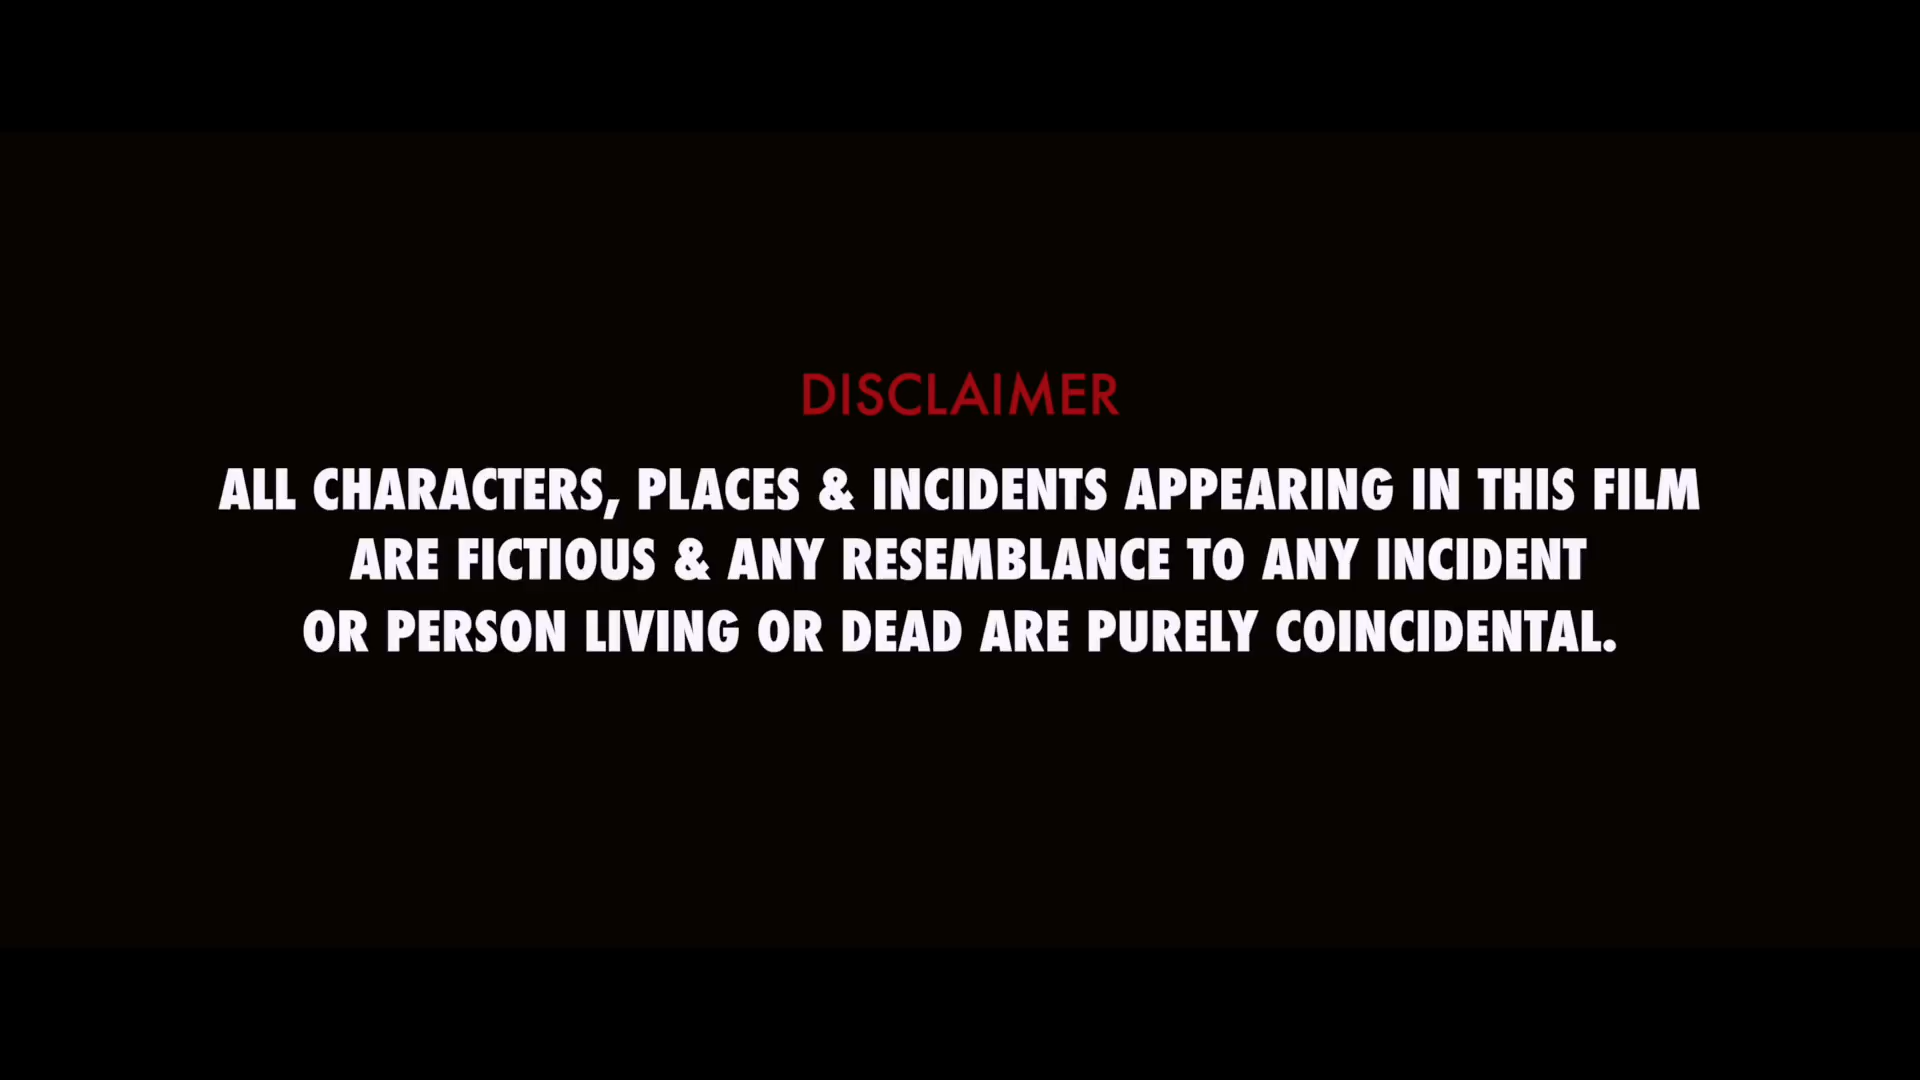 DISCLAIMER
ALL CHARACTERS, PLACES & INCIDENTS APPEARING IN THIS FILM
ARE FICTIOUS & ANY RESEMBLANCE TO ANY INCIDENT
OR PERSON LIVING OR DEAD ARE PURELY COINCIDENTAL.